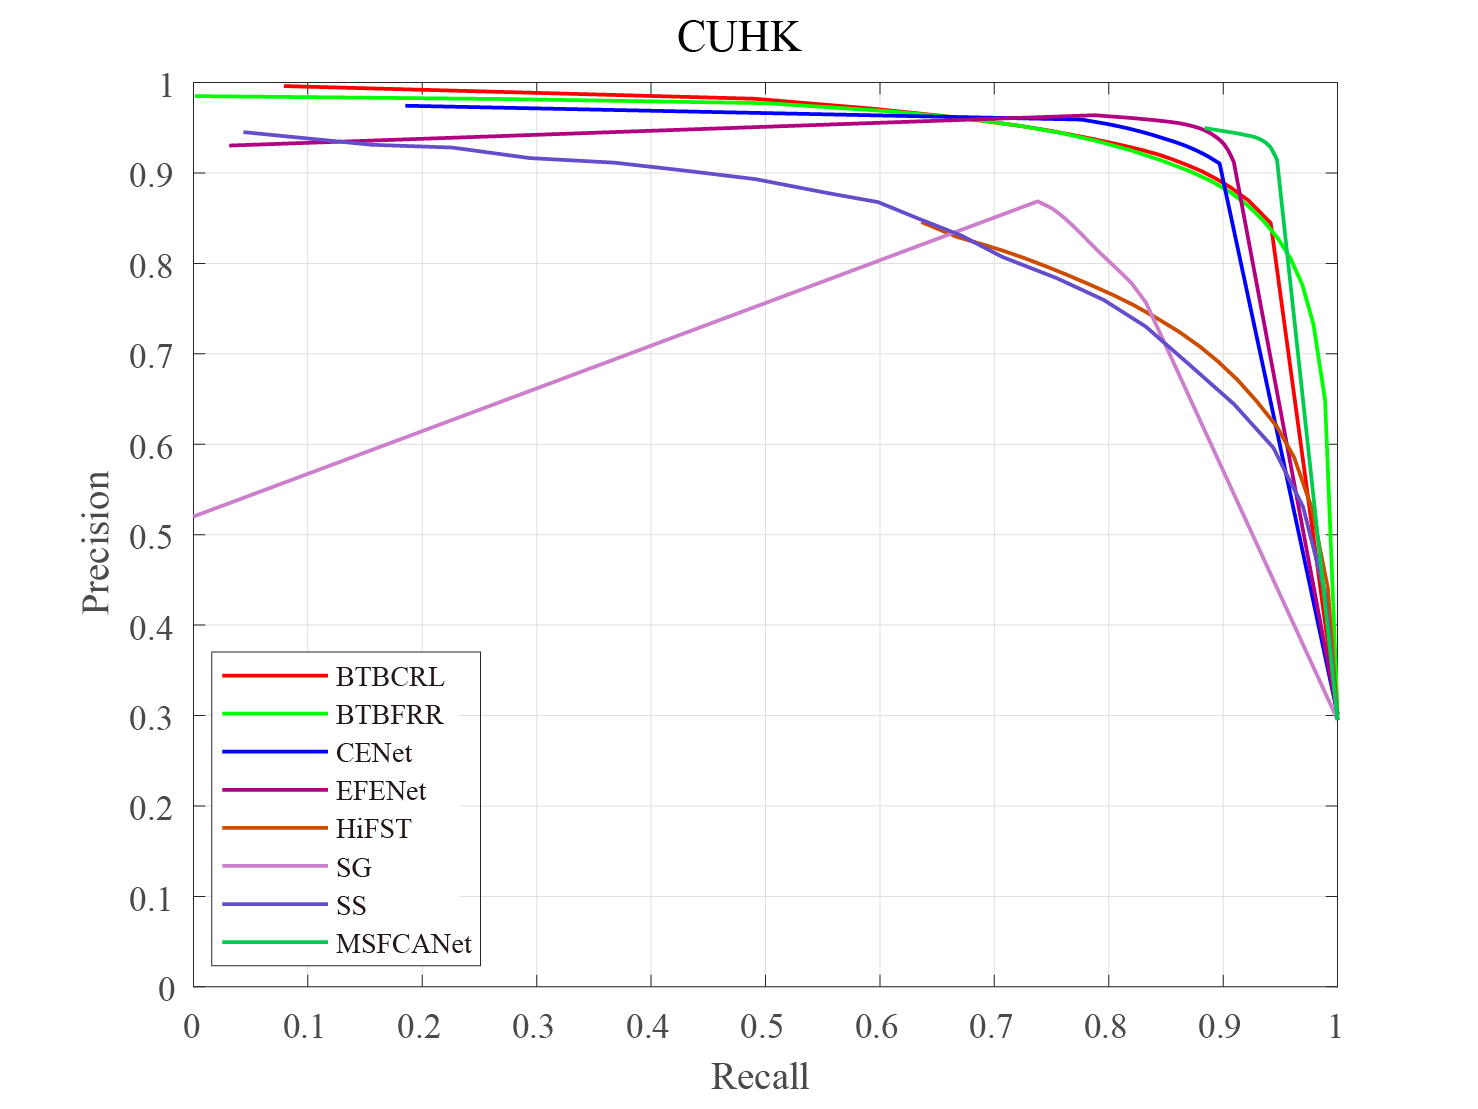 CUHK
1
0.9
0.8
0.7
0.6
0.5
0.4
0.3
0.2
0.1
0
Precision
BTBCRL
BTBFRR
CENet
EFENet
HiFST
SG
SS
MSFCANet
0 0.1 0.2 0.3 0.4 0.5 0.6 0.7 0.8 0.9 1
Recall